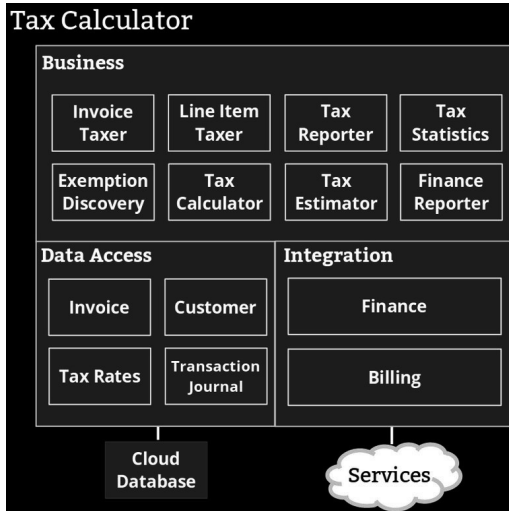 Tax Calculator
Business
Invoice
Taxer
Line Item
Taxer
Tax
Reporter
Tax
Statistics
Exemption
Discovery
Tax
Calculator
Tax
Estimator
Finance
Reporter
Data Access
Invoice
Customer
Tax Rates
Transaction
Journal
Integration
Finance
Billing
Cloud
Database
Services